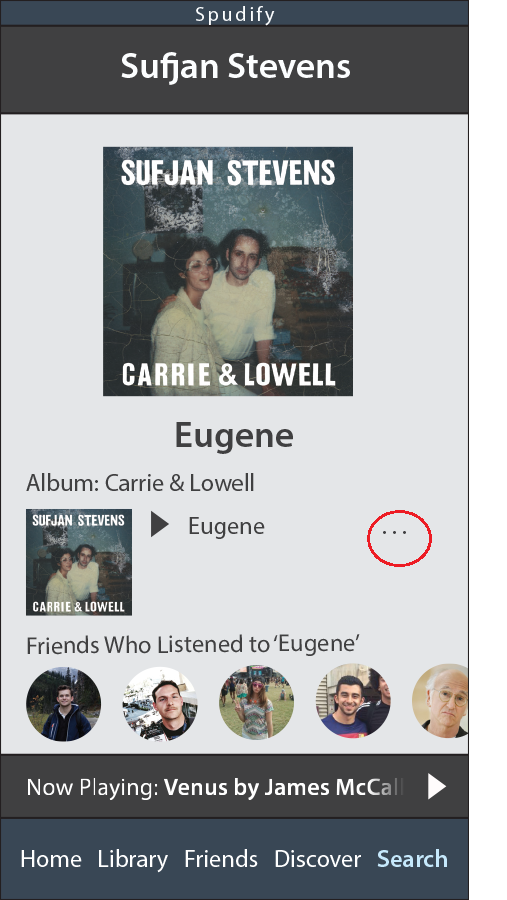 Spudify
Sufjan Stevens
SUFJAN STEVENS
CARRIE & LOWELL
Eugene
Album: Carrie & Lowell
SUFJAN STEVENS
CARRIE & LOWELL
Eugene
...
Friends Who Listened to ‘Eugene’
Now Playing: Venus by James McCall
Home Library Friends Discover Search